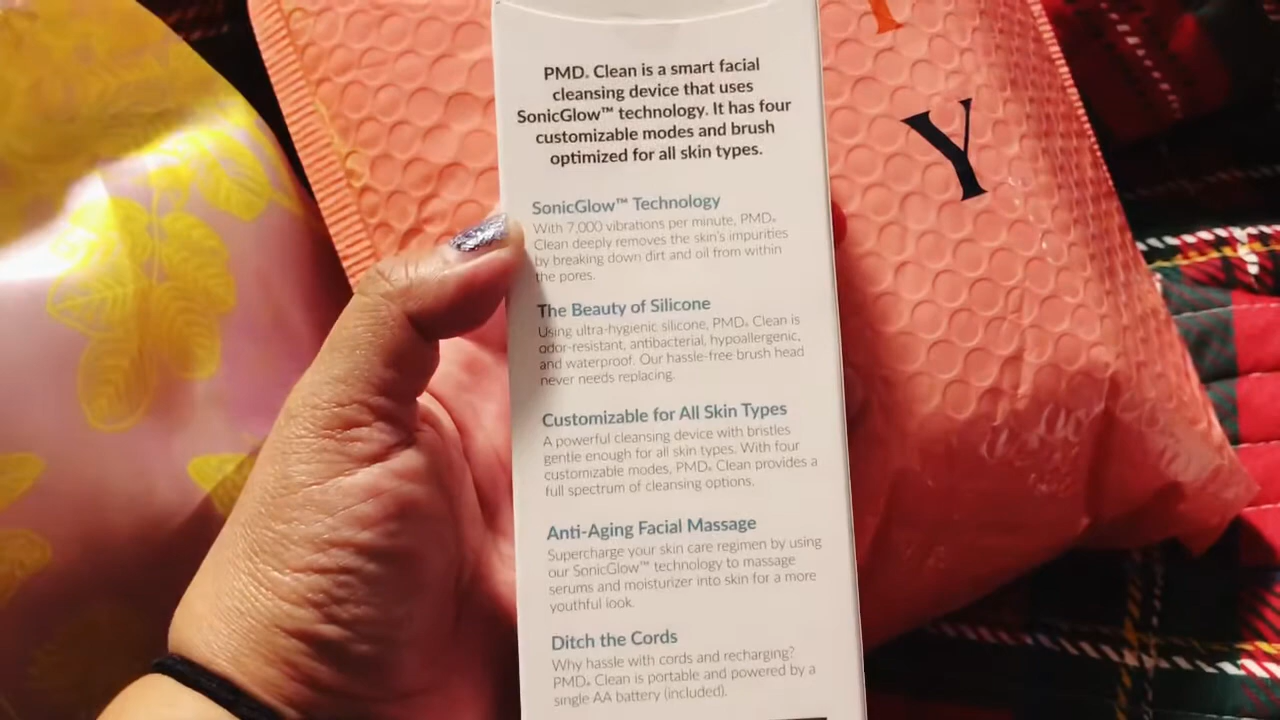 PMD. Clean is a smart facial
cleansing device that uses
SonicGlow™ technology. It has four
customizable modes and brush
optimized for all skin types.
SonicGlow™ Technology
With 7,000 vibrations per minute, PMD.
Clean deeply removes the skin's impurities
by breaking down dirt and oil from within
the pores.
The Beauty of Silicone
Using ultra-hygienic silicone, PMD. Clean is
odor-resistant, antibacterial, hypoallergenic,
and waterproof. Our hassle-free brush head
never needs replacing.
Customizable for All Skin Types
A powerful cleansing device with bristles
gentle enough for all skin types. With four
customizable modes, PMD. Clean provides a
full spectrum of cleansing options.
Anti-Aging Facial Massage
Supercharge your skin care regimen by using
our SonicGlow™ technology to massage
serums and moisturizer into skin for a more
youthful look.
Ditch the Cords
Why hassle with cords and recharging?
PMD. Clean is portable and powered by a
single AA battery (included).
Y